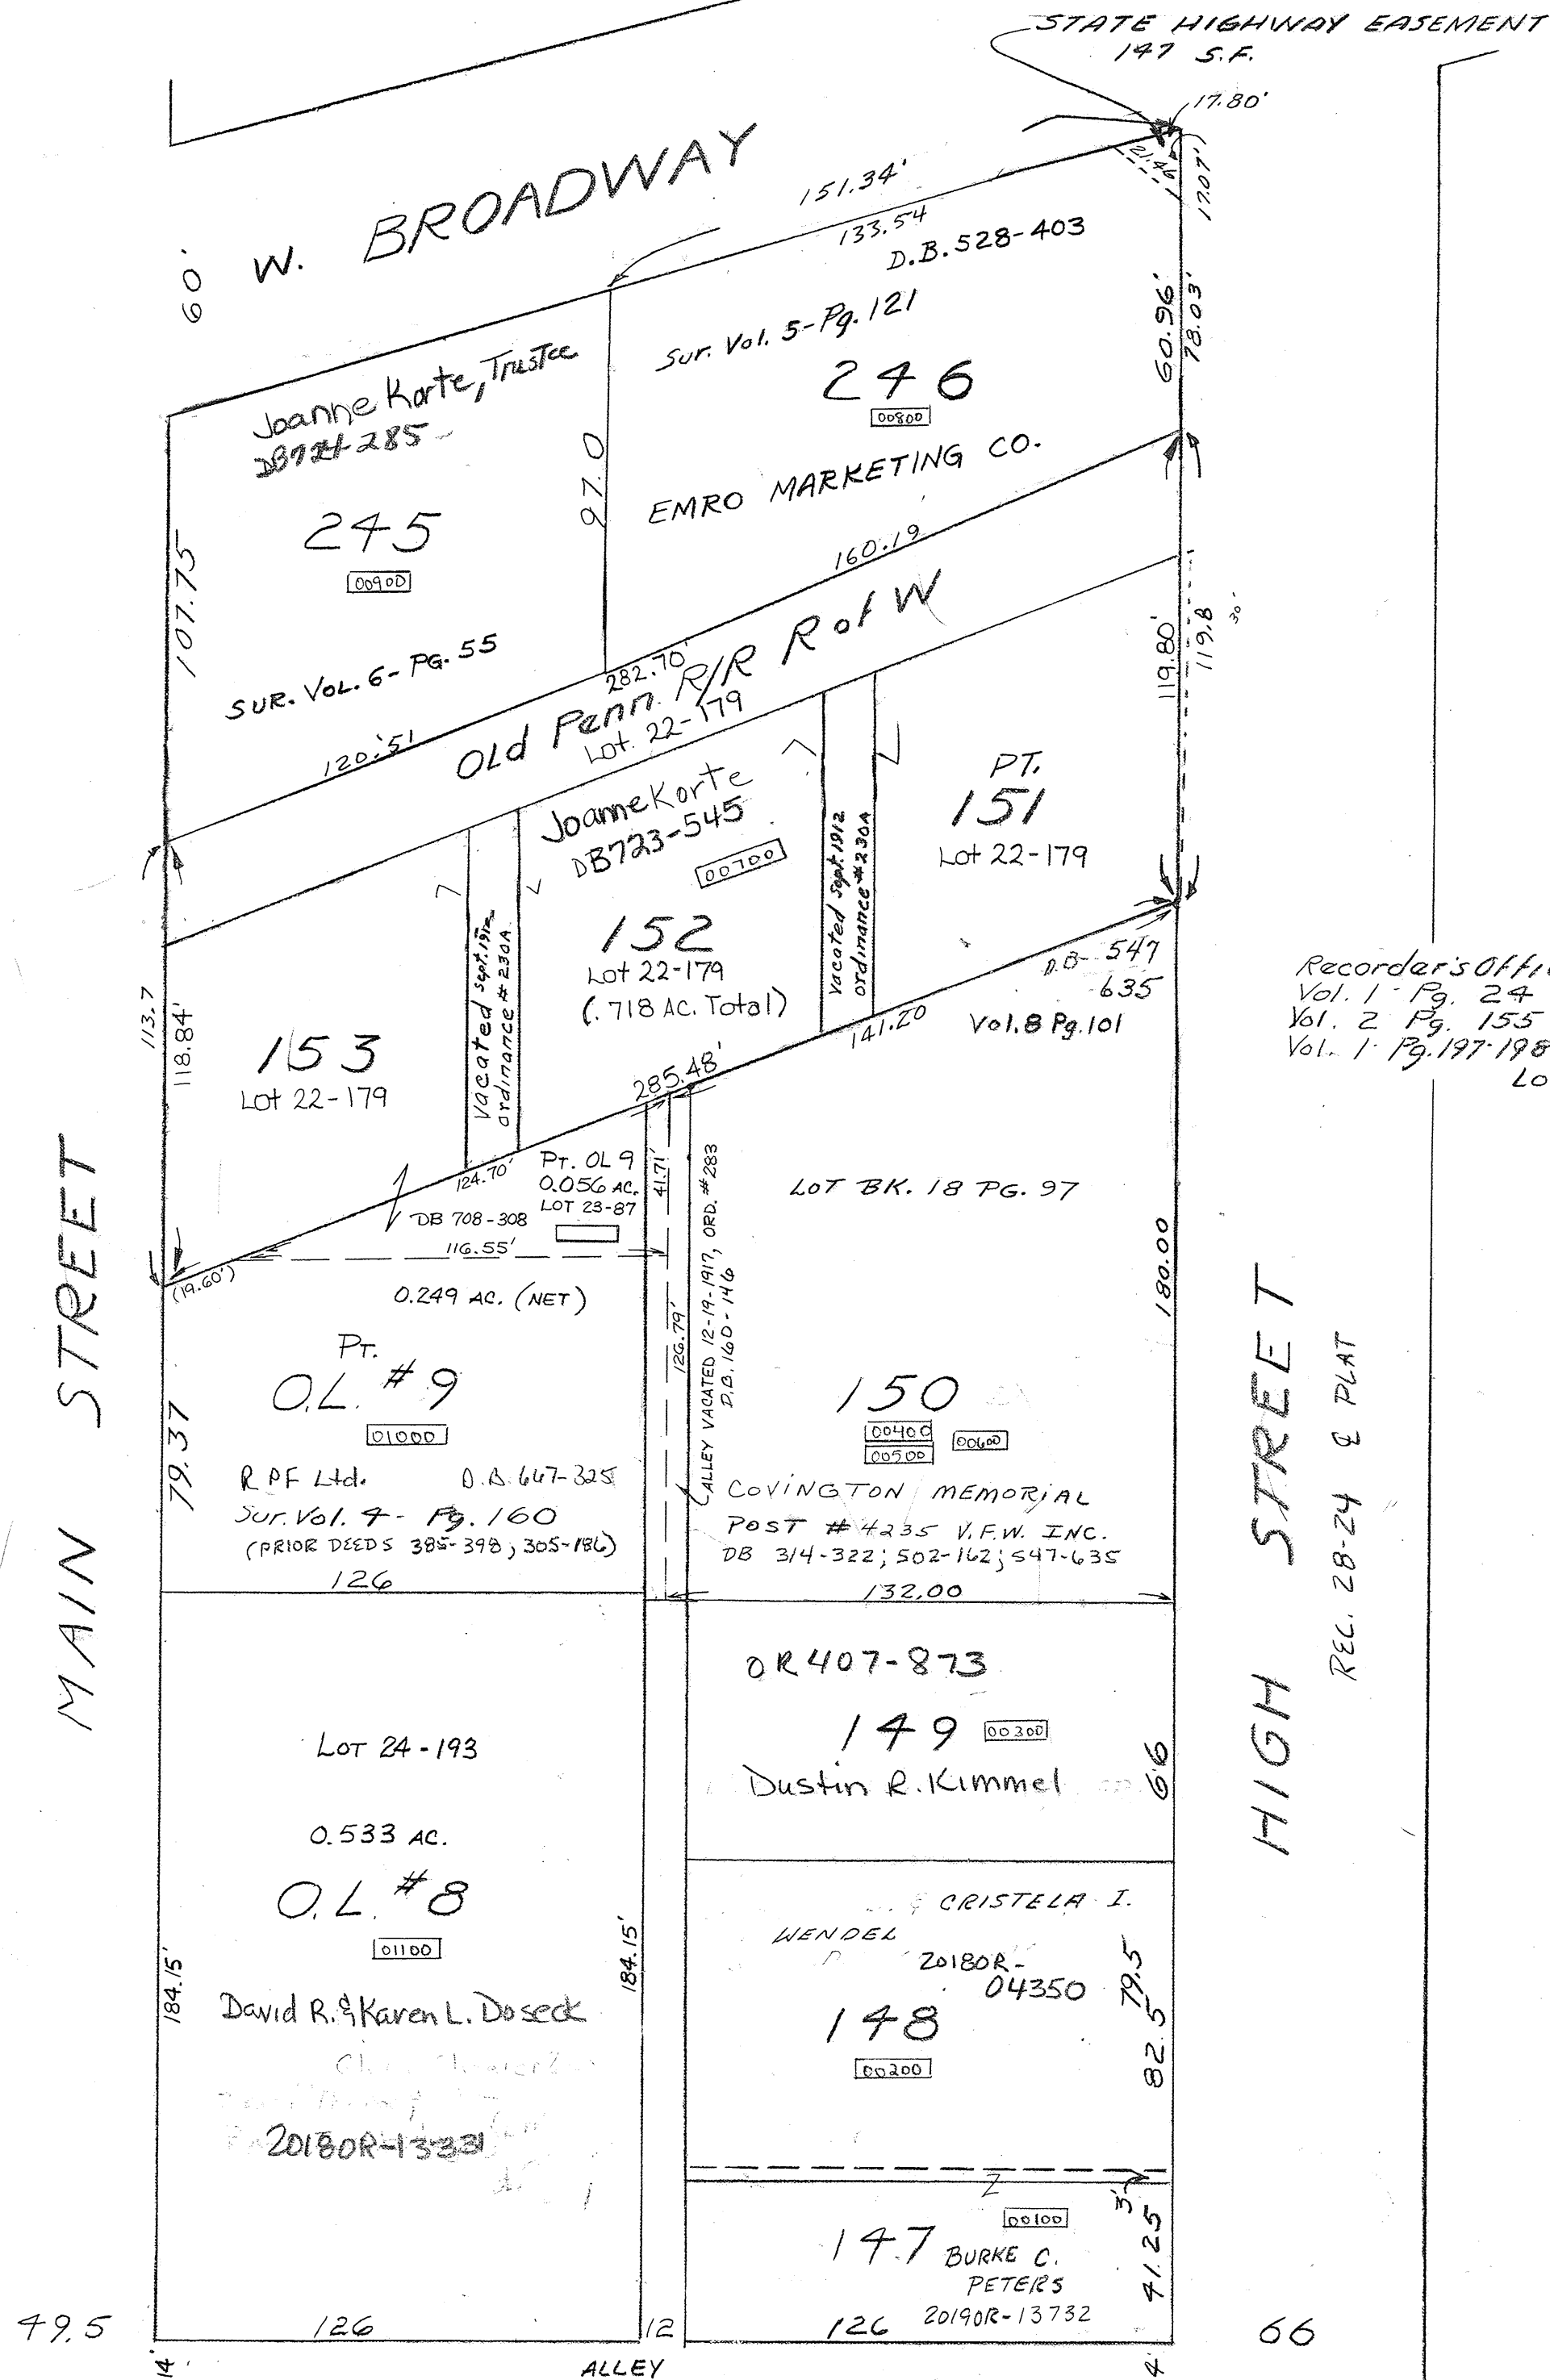 STATE HIGHWAY EASEMENT
147 S.F.
17.80'
21.46
17.07'
W. BROADWAY
60'
151.34'
133.54
D.B. 528-403
Sur. Vol. 5-Pg. 121
246
00800
EMRO MARKETING CO.
60.96'
78.03'
Joanne Korte, Trustee
285
245
00900
97.0
107.75
SUR. VOL. 6- PG. 55
160.19
282.70'
120.'51
Old Penn. R/R R of W
Lot. 22-179
119.80'
119.8
30'
Joanne Korte
DB723-545
00700
152
Lot 22-179
(.718 AC. Total)
Vacated Sept. 1912
ordinance #230A
PT.
151
Lot 22-179
Vacated Sept. 1912
ordinance # 230A
153
Lot 22-179
113.7
118.84'
D.B- 547
635
Vol. 8 Pg. 101
141.20
285.48'
Recorder's Offi
Vol. 1 - Pg. 24
Vol. 2 Pg. 155
Vol. 1 Pg. 197-198
Lo
124.70'
PT. OL 9
0.056 AC.
LOT 23-87
DB 708-308
116.55'
(19.60')
41.71'
126.79'
ALLEY VACATED 12-19-1917, ORD. #283
D.B. 160-146
LOT BK. 18 PG. 97
180.00
0.249 AC. (NET)
PT.
O.L. #9
01000
79.37
R PF Ltd. D.B. 647-325
Sur. Vol. 4 - Pg. 160
(PRIOR DEEDS 385-398; 305-186)
126
150
00400
00500
00600
COVINGTON MEMORIAL
POST #4235 V.F.W. INC.
DB 314-322; 502-162; 547-635
132.00
MAIN STREET
HIGH STREET
REC. 28-24 & PLAT
OR 407-873
149
00300
Dustin R. Kimmel
66
LOT 24-193
0.533 AC.
O.L. #8
01100
184.15'
184.15'
David R. & Karen L. Doseck
20180R-13331
& CRISTELA I.
WENDEL
20180R-
04350
148
00200
79.5
82.5
3'
147
00100
BURKE C.
PETERS
20190R-13732
41.25
49.5
126
12
126
66
14'
ALLEY
4'